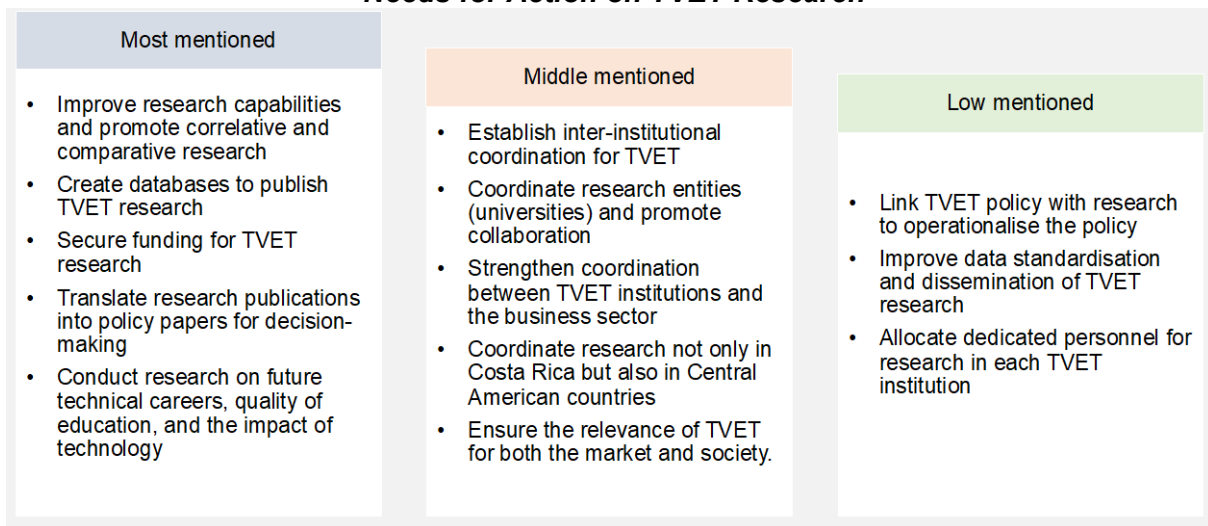 Needs for Action on TVET Research
Most mentioned
• Improve research capabilities
and promote correlative and
comparative research
• Create databases to publish
TVET research
• Secure funding for TVET
research
• Translate research publications
into policy papers for decision-
making
• Conduct research on future
technical careers, quality of
education, and the impact of
technology
Middle mentioned
• Establish inter-institutional
coordination for TVET
• Coordinate research entities
(universities) and promote
collaboration
• Strengthen coordination
between TVET institutions and
the business sector
• Coordinate research not only in
Costa Rica but also in Central
American countries
• Ensure the relevance of TVET
for both the market and society.
Low mentioned
• Link TVET policy with research
to operationalise the policy
• Improve data standardisation
and dissemination of TVET
research
• Allocate dedicated personnel for
research in each TVET
institution